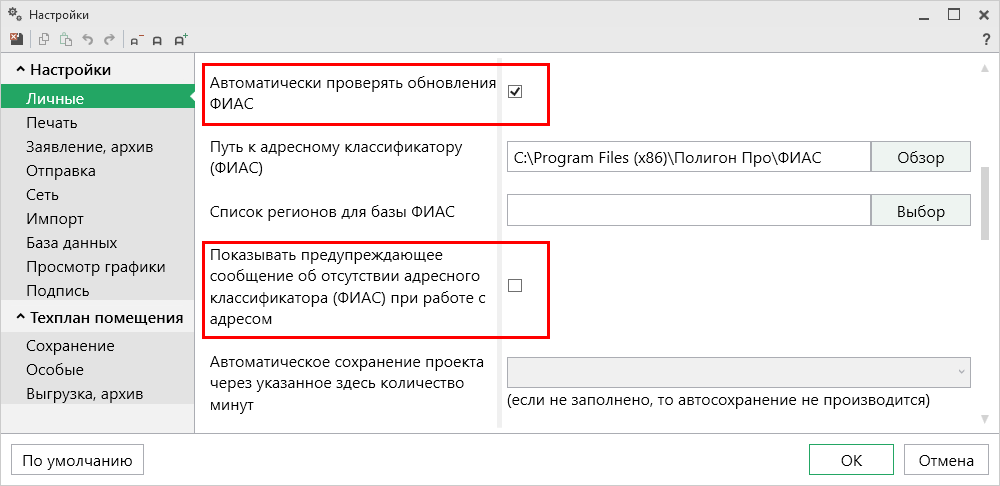 Настройки
?
Настройки
Личные
Печать
Заявление, архив
Отправка
Сеть
Импорт
База данных
Просмотр графики
Подпись
Техплан помещения
Сохранение
Особые
Выгрузка, архив
Автоматически проверять обновления
ФИАС
Путь к адресному классификатору
(ФИАС)
C:\Program Files (x86)\Полигон Про\ФИАС
Обзор
Список регионов для базы ФИАС
Выбор
Показывать предупреждающее
сообщение об отсутствии адресного
классификатора (ФИАС) при работе с
адресом
Автоматическое сохранение проекта
через указанное здесь количество
минут
(если не заполнено, то автосохранение не производится)
По умолчанию
ОК
Отмена